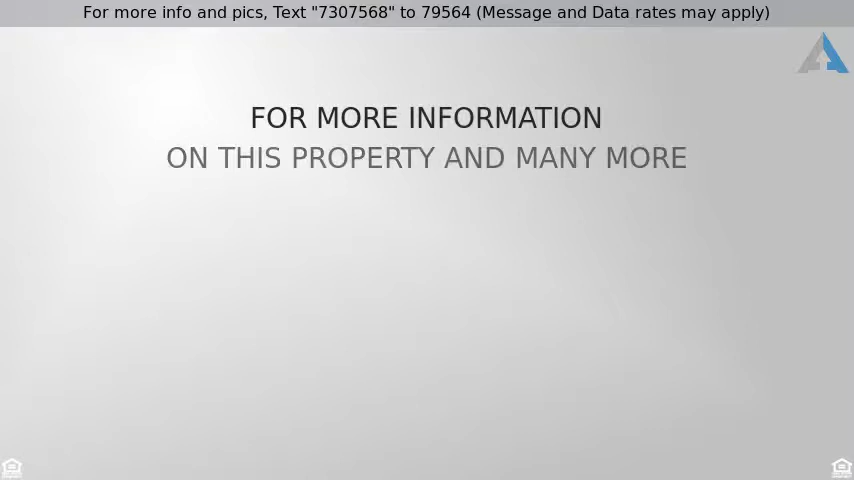 For more info and pics, Text "7307568" to 79564 (Message and Data rates may apply)
FOR MORE INFORMATION
ON THIS PROPERTY AND MANY MORE